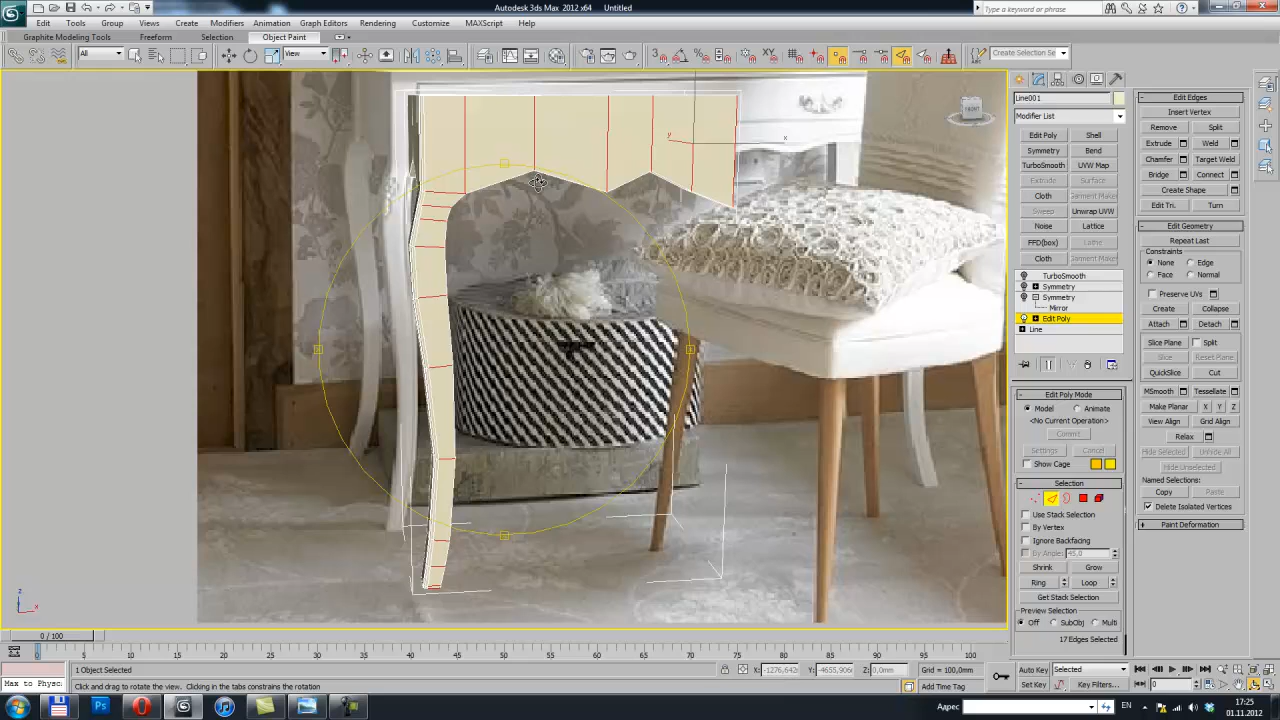 Autodesk 3ds Max 2012 x64 Untitled
Type a keyword or phrase
Edit Tools Group Views Create Modifiers Animation Graph Editors Rendering Customize MAXScript Help
Graphite Modeling Tools Freeform Selection Object Paint
All View Create Selection Se
FRONT
y x
z x
Line001
Modifier List
Edit Poly Shell
Symmetry Bend
TurboSmooth UVW Map
Extrude Surface
Cloth Garment Maker
Sweep Unwrap UVW
Noise Lattice
FFD(box) Lathe
Cloth Garment Maker
TurboSmooth
Symmetry
Symmetry
Mirror
Edit Poly
Line
Edit Poly Mode
Model Animate
<No Current Operation>
Commit
Settings Cancel
Show Cage
Selection
Use Stack Selection
By Vertex
Ignore Backfacing
By Angle: 45,0
Shrink Grow
Ring Loop
Get Stack Selection
Preview Selection
Off SubObj Multi
17 Edges Selected
Edit Edges
Insert Vertex
Remove Split
Extrude Weld
Chamfer Target Weld
Bridge Connect
Create Shape
Edit Tri. Turn
Edit Geometry
Repeat Last
Constraints
None Edge
Face Normal
Preserve UVs
Create Collapse
Attach Detach
Slice Plane Split
Slice Reset Plane
QuickSlice Cut
MSmooth Tessellate
Make Planar X Y Z
View Align Grid Align
Relax
Hide Selected Unhide All
Hide Unselected
Named Selections:
Copy Paste
Delete Isolated Vertices
Paint Deformation
0 / 100
0 5 10 15 20 25 30 35 40 45 50 55 60 65 70 75 80 85 90 95 100
1 Object Selected X: -1276,642 Y: -4655,906 Z: 0,0mm Grid = 100,0mm Auto Key Selected
Max to Physc Click and drag to rotate the view. Clicking in the tabs constrains the rotation Add Time Tag Set Key Key Filters... 0
Адрес EN 17:25
01.11.2012